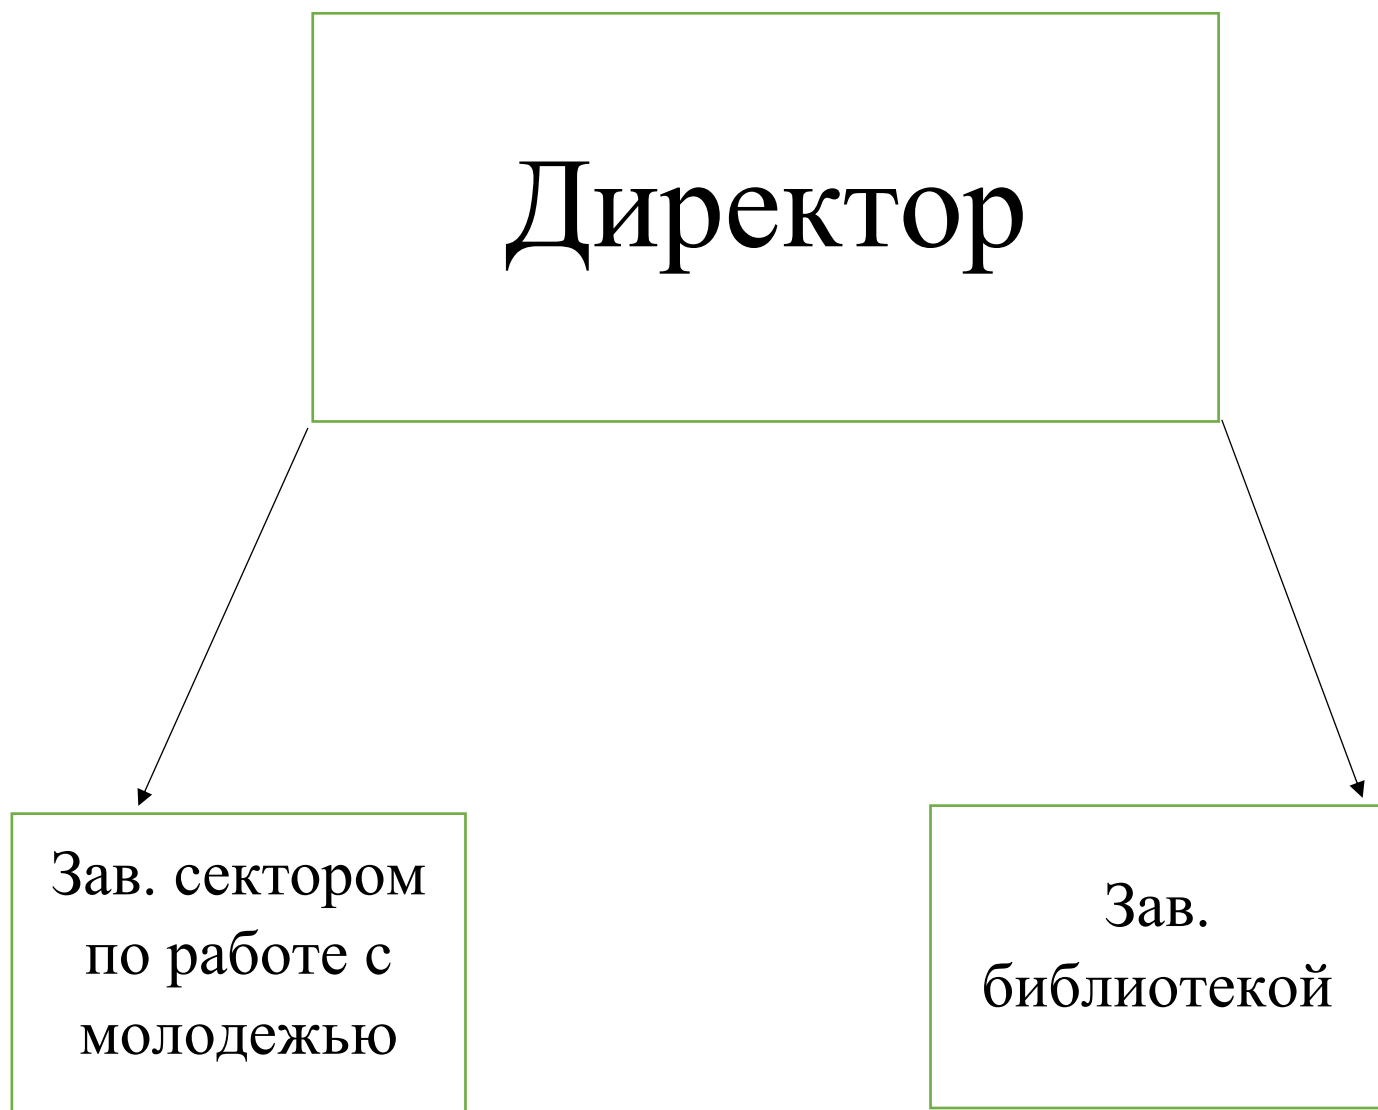 Директор
Зав. сектором
по работе с
молодежью
Зав.
библиотекой